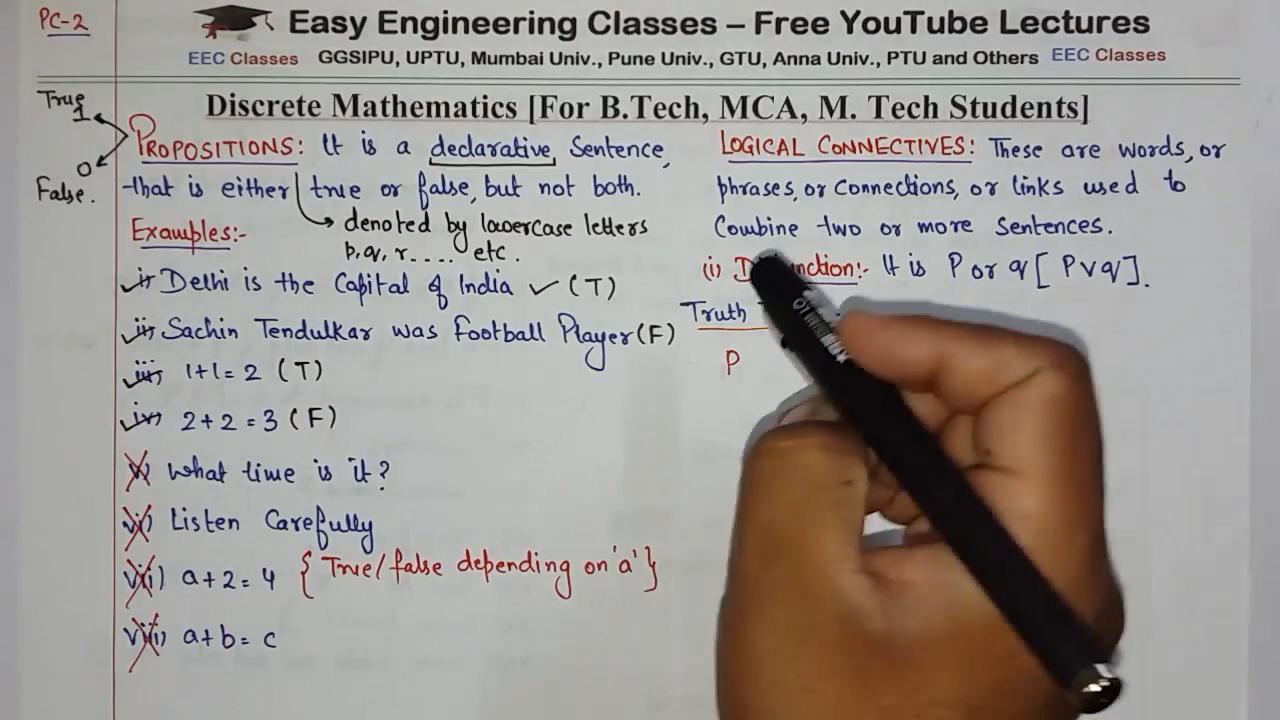 PC-2
Easy Engineering Classes – Free YouTube Lectures
EEC Classes GGSIPU, UPTU, Mumbai Univ., Pune Univ., GTU, Anna Univ., PTU and Others EEC Classes
Discrete Mathematics [For B.Tech, MCA, M. Tech Students]
True
1
0
False.
PROPOSITIONS: It is a declarative Sentence,
that is either true or false, but not both.
denoted by lowercase letters
p, q, r.... etc.
Examples:-
i) Delhi is the Capital of India ✓ (T)
ii) Sachin Tendulkar was Football Player (F)
iii) 1+1=2 (T)
iv) 2+2=3 (F)
v) What time is it?
vi) Listen Carefully
vii) a+2=4 {True/false depending on 'a'}
viii) a+b=c
LOGICAL CONNECTIVES: These are words, or
phrases, or Connections, or links used to
Combine two or more Sentences.
(i) D nction:- It is P or q [P∨q].
Truth
P